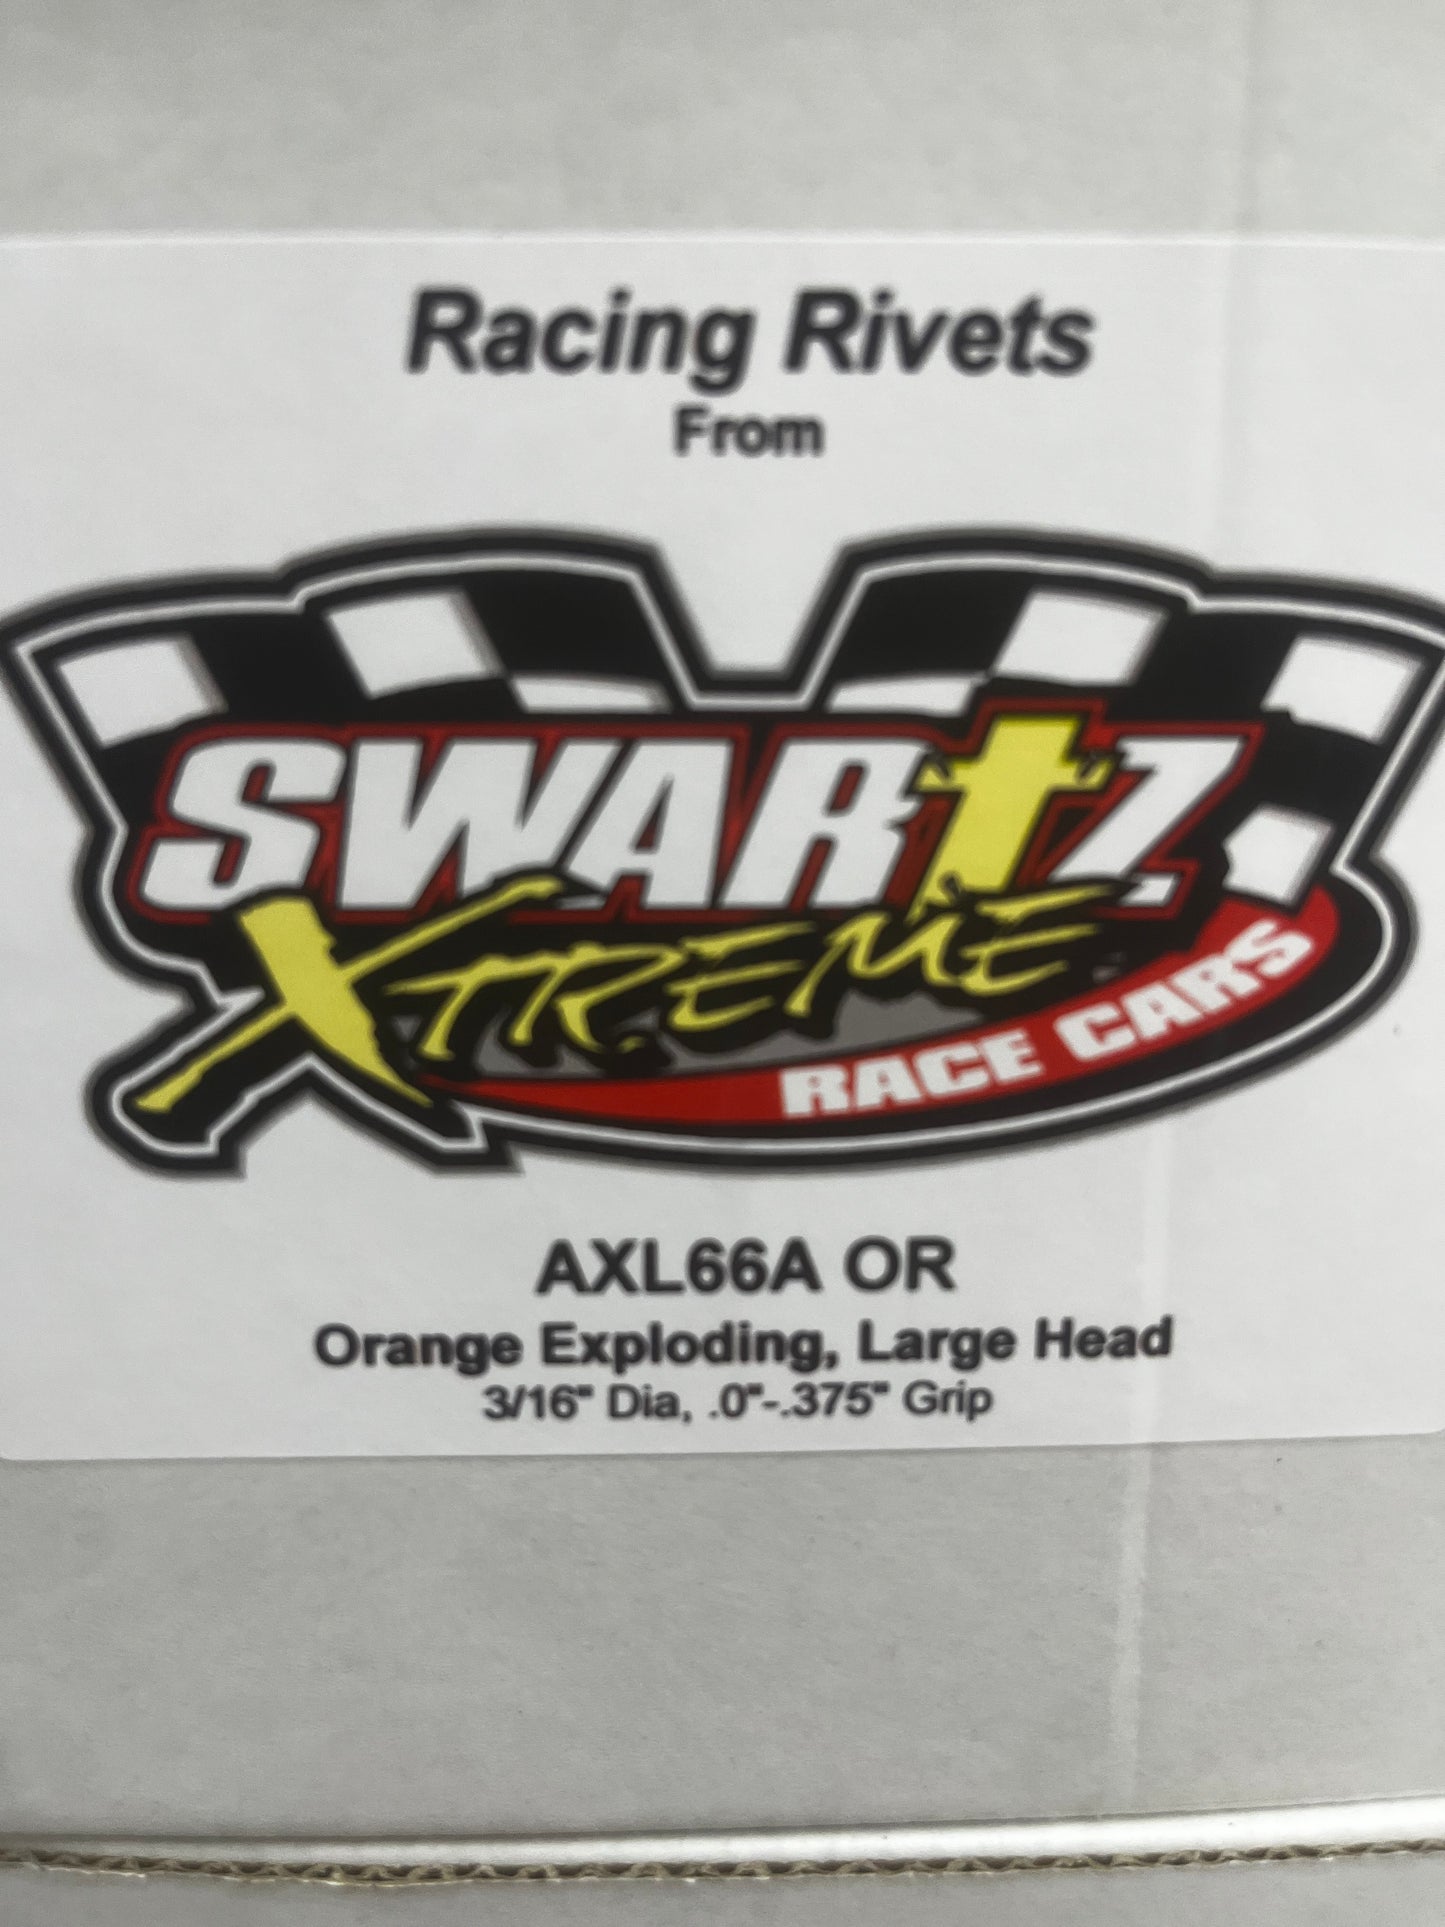 Racing Rivets
From
SWARtZ
XTREME
RACE CARS
AXL66A OR
Orange Exploding, Large Head
3/16" Dia, .0"-.375" Grip